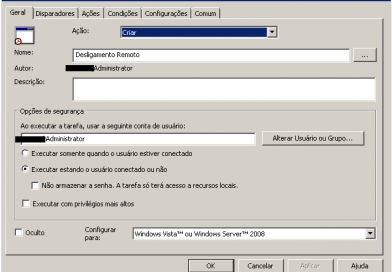 Geral Disparadores Ações Condições Configurações Comum
Ação: Criar
Nome: Desligamento Remoto ...
Autor: Administrator
Descrição:
Opções de segurança
Ao executar a tarefa, usar a seguinte conta de usuário:
Administrator Alterar Usuário ou Grupo...
Executar somente quando o usuário estiver conectado
Executar estando o usuário conectado ou não
Não armazenar a senha. A tarefa só terá acesso a recursos locais.
Executar com privilégios mais altos
Oculto Configurar para: Windows Vista™ ou Windows Server™ 2008
OK Cancelar Aplicar Ajuda